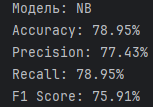 Модель: NB
Accuracy: 78.95%
Precision: 77.43%
Recall: 78.95%
F1 Score: 75.91%